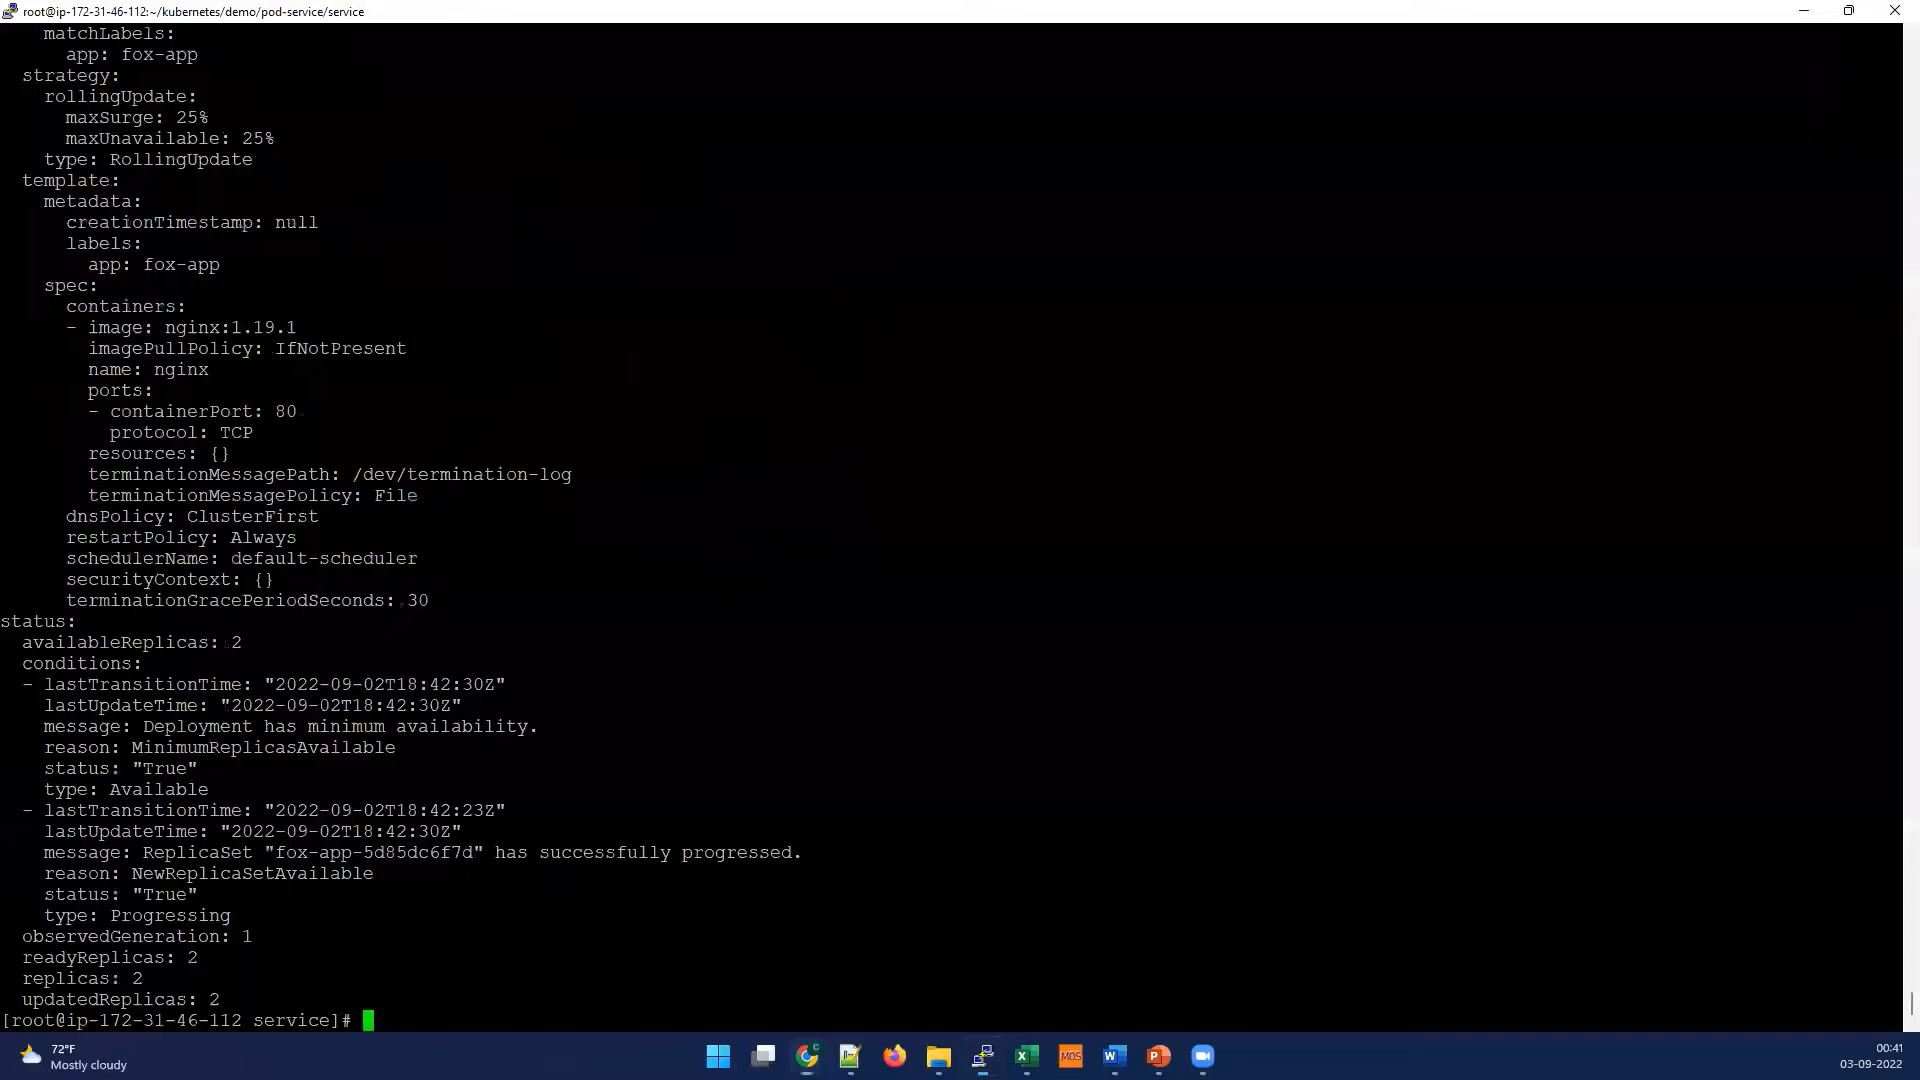 root@ip-172-31-46-112:~/kubernetes/demo/pod-service/service
    matchLabels:
      app: fox-app
  strategy:
    rollingUpdate:
      maxSurge: 25%
      maxUnavailable: 25%
    type: RollingUpdate
  template:
    metadata:
      creationTimestamp: null
      labels:
        app: fox-app
    spec:
      containers:
      - image: nginx:1.19.1
        imagePullPolicy: IfNotPresent
        name: nginx
        ports:
        - containerPort: 80
          protocol: TCP
        resources: {}
        terminationMessagePath: /dev/termination-log
        terminationMessagePolicy: File
      dnsPolicy: ClusterFirst
      restartPolicy: Always
      schedulerName: default-scheduler
      securityContext: {}
      terminationGracePeriodSeconds: 30
status:
  availableReplicas: 2
  conditions:
  - lastTransitionTime: "2022-09-02T18:42:30Z"
    lastUpdateTime: "2022-09-02T18:42:30Z"
    message: Deployment has minimum availability.
    reason: MinimumReplicasAvailable
    status: "True"
    type: Available
  - lastTransitionTime: "2022-09-02T18:42:23Z"
    lastUpdateTime: "2022-09-02T18:42:30Z"
    message: ReplicaSet "fox-app-5d85dc6f7d" has successfully progressed.
    reason: NewReplicaSetAvailable
    status: "True"
    type: Progressing
  observedGeneration: 1
  readyReplicas: 2
  replicas: 2
  updatedReplicas: 2
[root@ip-172-31-46-112 service]#
72°F
Mostly cloudy
C
X
MOS
W
P
00:41
03-09-2022